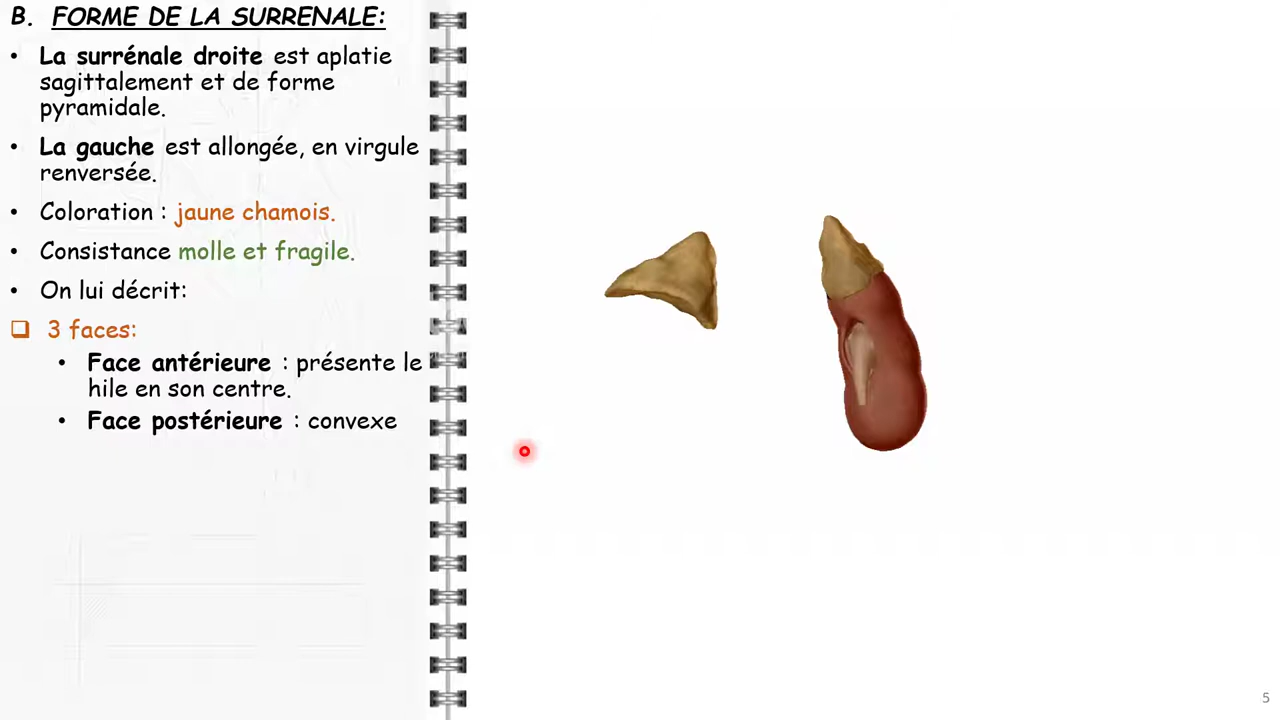 B. FORME DE LA SURRENALE:
• La surrénale droite est aplatie
sagittalement et de forme
pyramidale.
• La gauche est allongée, en virgule
renversée.
• Coloration : jaune chamois.
• Consistance molle et fragile.
• On lui décrit:
❑ 3 faces:
• Face antérieure : présente le
hile en son centre.
• Face postérieure : convexe
5